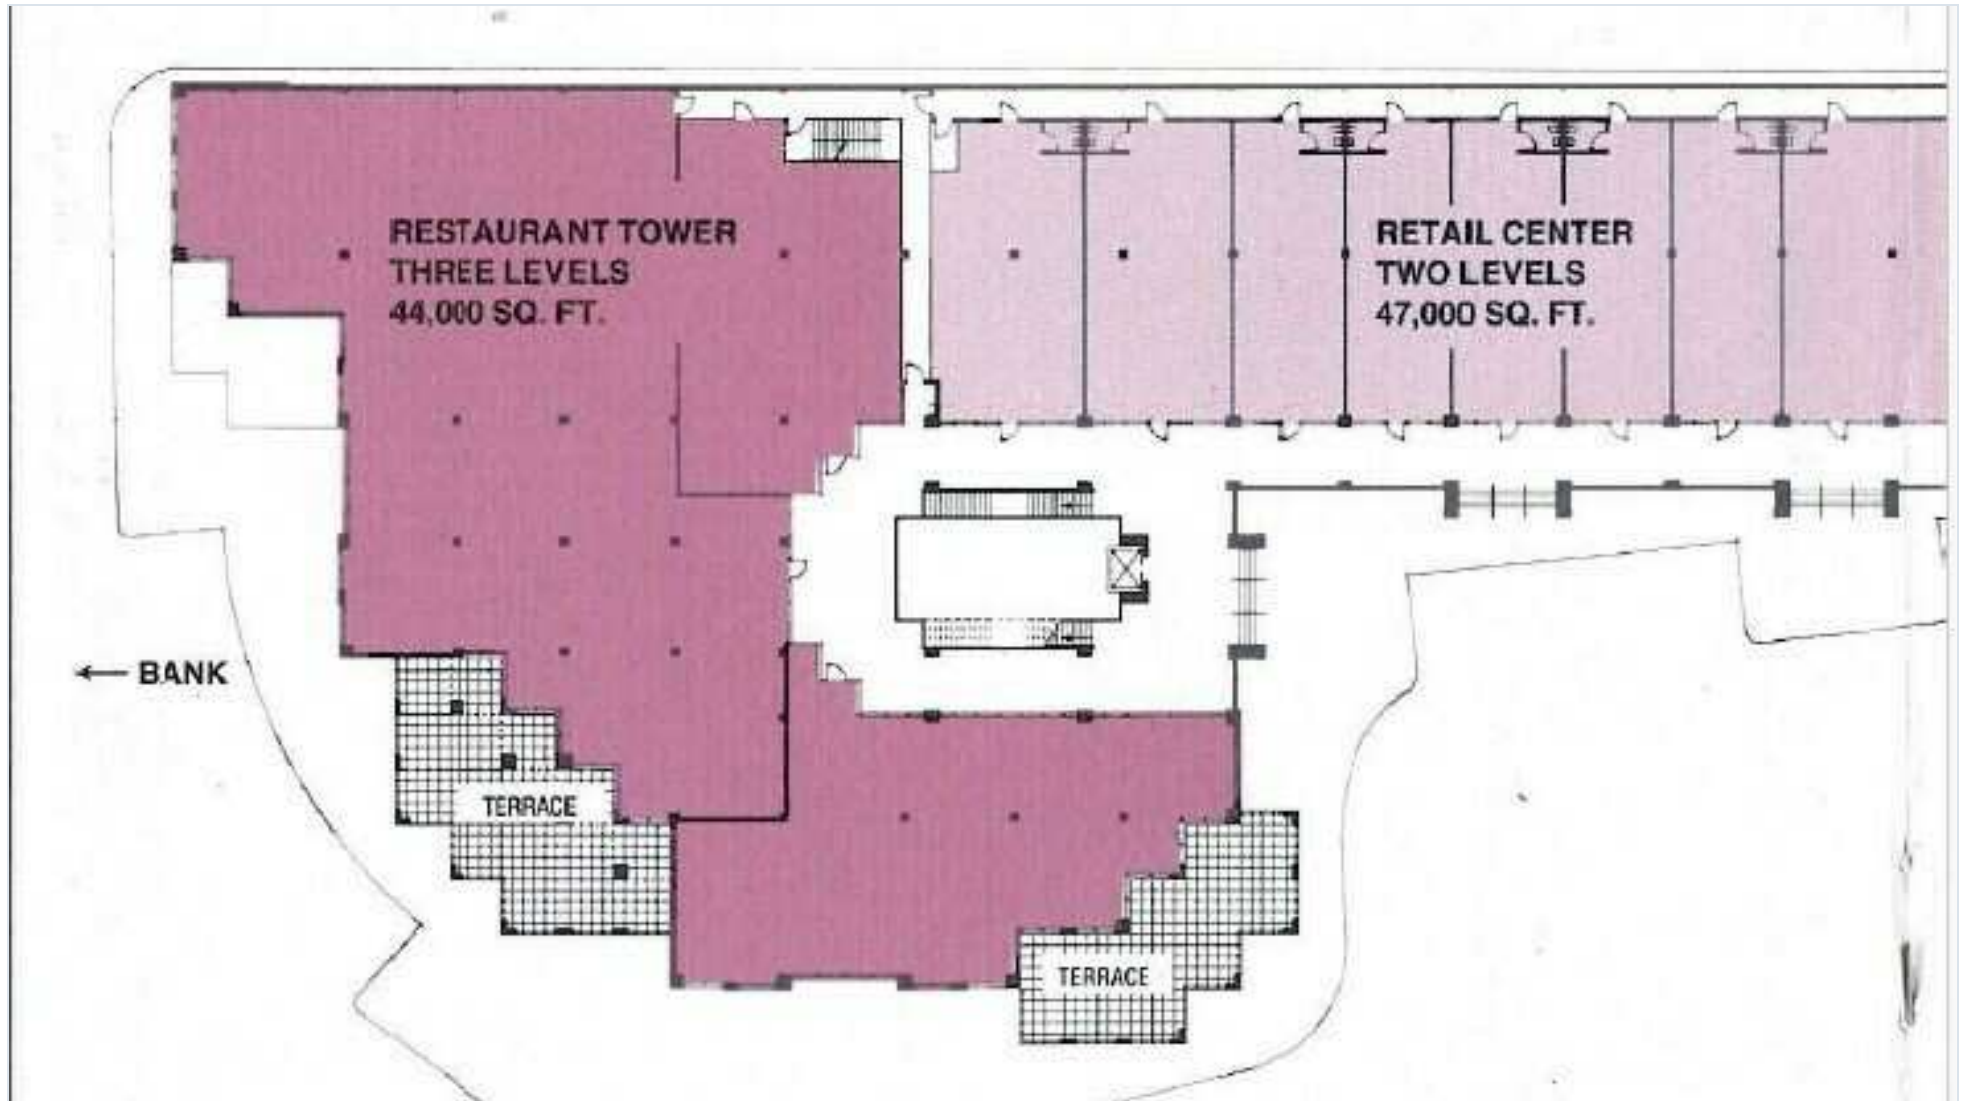 RESTAURANT TOWER
THREE LEVELS
44,000 SQ. FT.
RETAIL CENTER
TWO LEVELS
47,000 SQ. FT.
← BANK
TERRACE
TERRACE